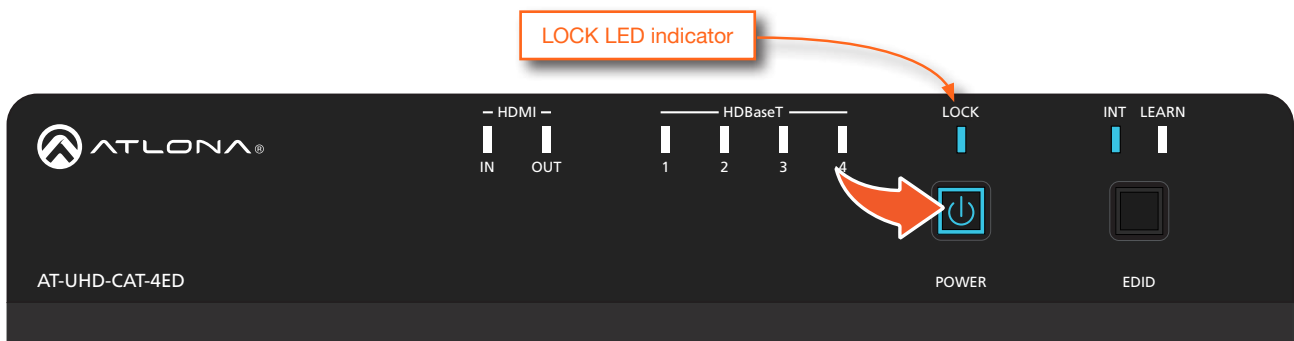 LOCK LED indicator
HDMI HDBaseT LOCK INT LEARN
ATLONA®
IN OUT 1 2 3 4
AT-UHD-CAT-4ED POWER EDID